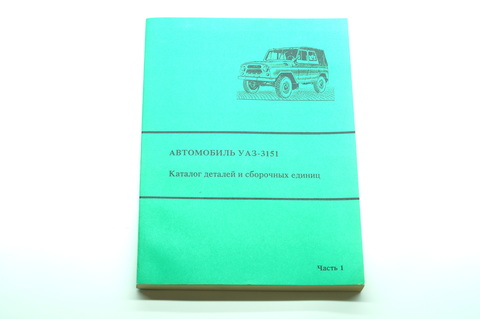 АВТОМОБИЛЬ УАЗ-3151
Каталог деталей и сборочных единиц
Часть 1